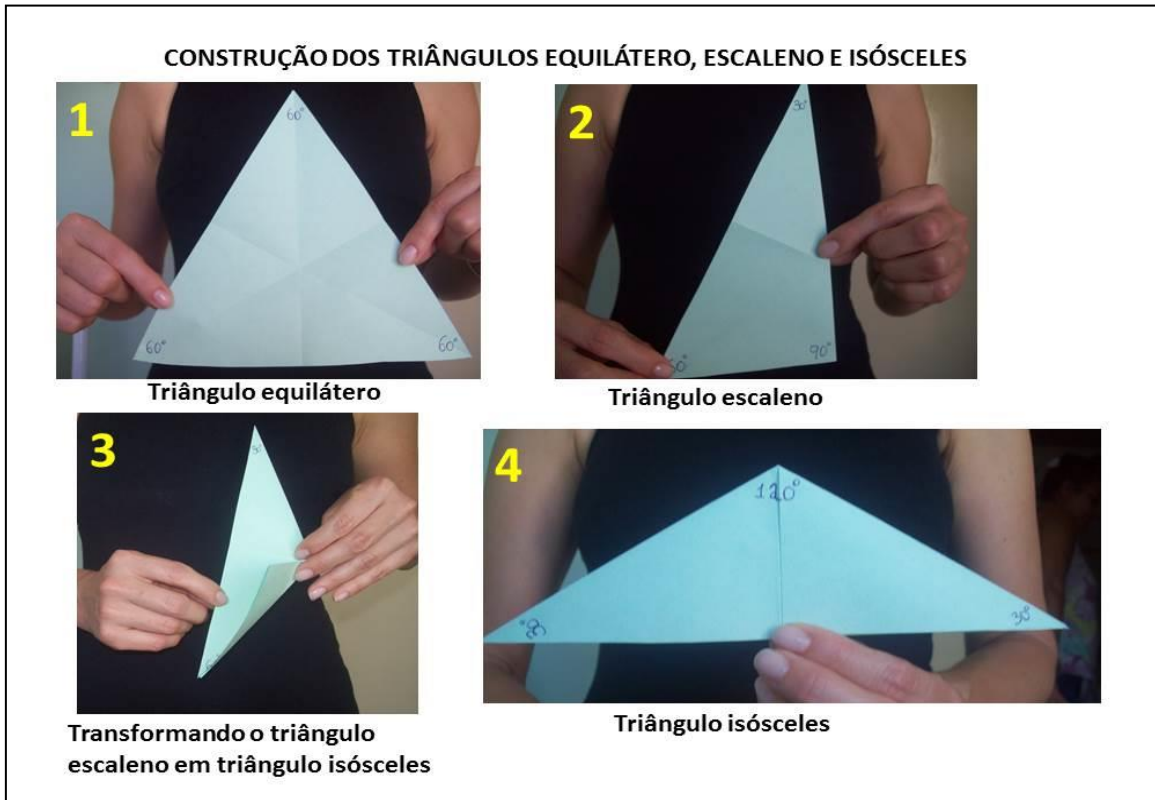 CONSTRUÇÃO DOS TRIÂNGULOS EQUILÁTERO, ESCALENO E ISÓSCELES
1
60°
60°
60°
Triângulo equilátero
2
30°
90°
Triângulo escaleno
3
Transformando o triângulo
escaleno em triângulo isósceles
4
120°
30°
Triângulo isósceles